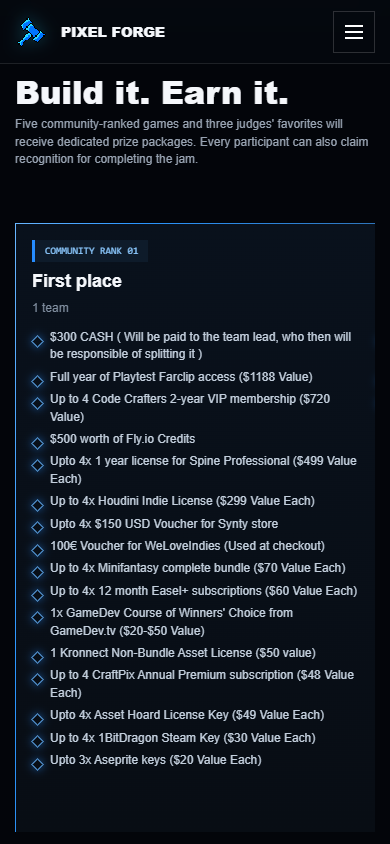 PIXEL FORGE
Build it. Earn it.
Five community-ranked games and three judges' favorites will
receive dedicated prize packages. Every participant can also claim
recognition for completing the jam.
COMMUNITY RANK 01
First place
1 team
$300 CASH ( Will be paid to the team lead, who then will
be responsible of splitting it )
Full year of Playtest Farclip access ($1188 Value)
Up to 4 Code Crafters 2-year VIP membership ($720
Value)
$500 worth of Fly.io Credits
Upto 4x 1 year license for Spine Professional ($499 Value
Each)
Up to 4x Houdini Indie License ($299 Value Each)
Upto 4x $150 USD Voucher for Synty store
100€ Voucher for WeLoveIndies (Used at checkout)
Up to 4x Minifantasy complete bundle ($70 Value Each)
Up to 4x 12 month Easel+ subscriptions ($60 Value Each)
1x GameDev Course of Winners' Choice from
GameDev.tv ($20-$50 Value)
1 Kronnect Non-Bundle Asset License ($50 value)
Up to 4 CraftPix Annual Premium subscription ($48 Value
Each)
Upto 4x Asset Hoard License Key ($49 Value Each)
Up to 4x 1BitDragon Steam Key ($30 Value Each)
Upto 3x Aseprite keys ($20 Value Each)